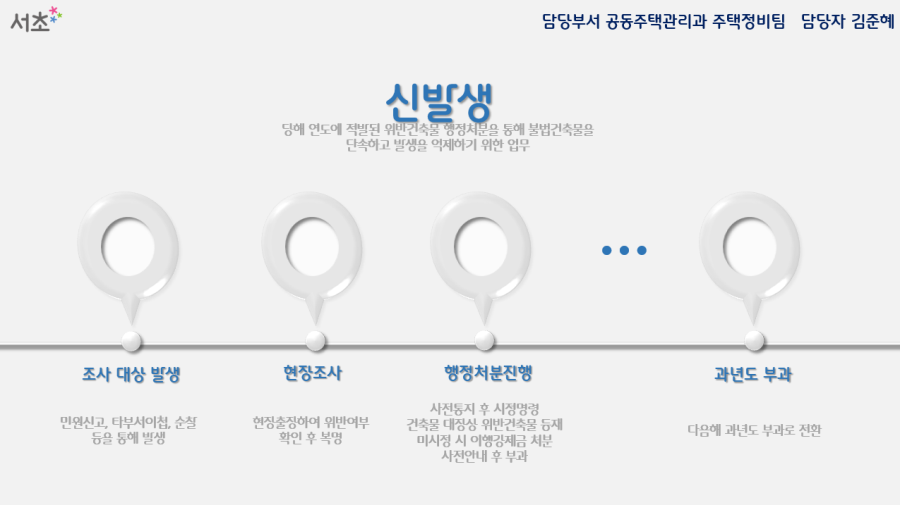 서초
담당부서 공동주택관리과 주택정비팀 담당자 김준혜
신발생
당해 연도에 적발된 위반건축물 행정처분을 통해 불법건축물을
단속하고 발생을 억제하기 위한 업무
조사 대상 발생
현장조사
행정처분진행
과년도 부과
민원신고, 타부서이첩, 순찰
등을 통해 발생
현장출장하여 위반여부
확인 후 복명
사전통지 후 시정명령
건축물 대장상 위반건축물 등재
미시정 시 이행강제금 처분
사전안내 후 부과
다음해 과년도 부과로 전환